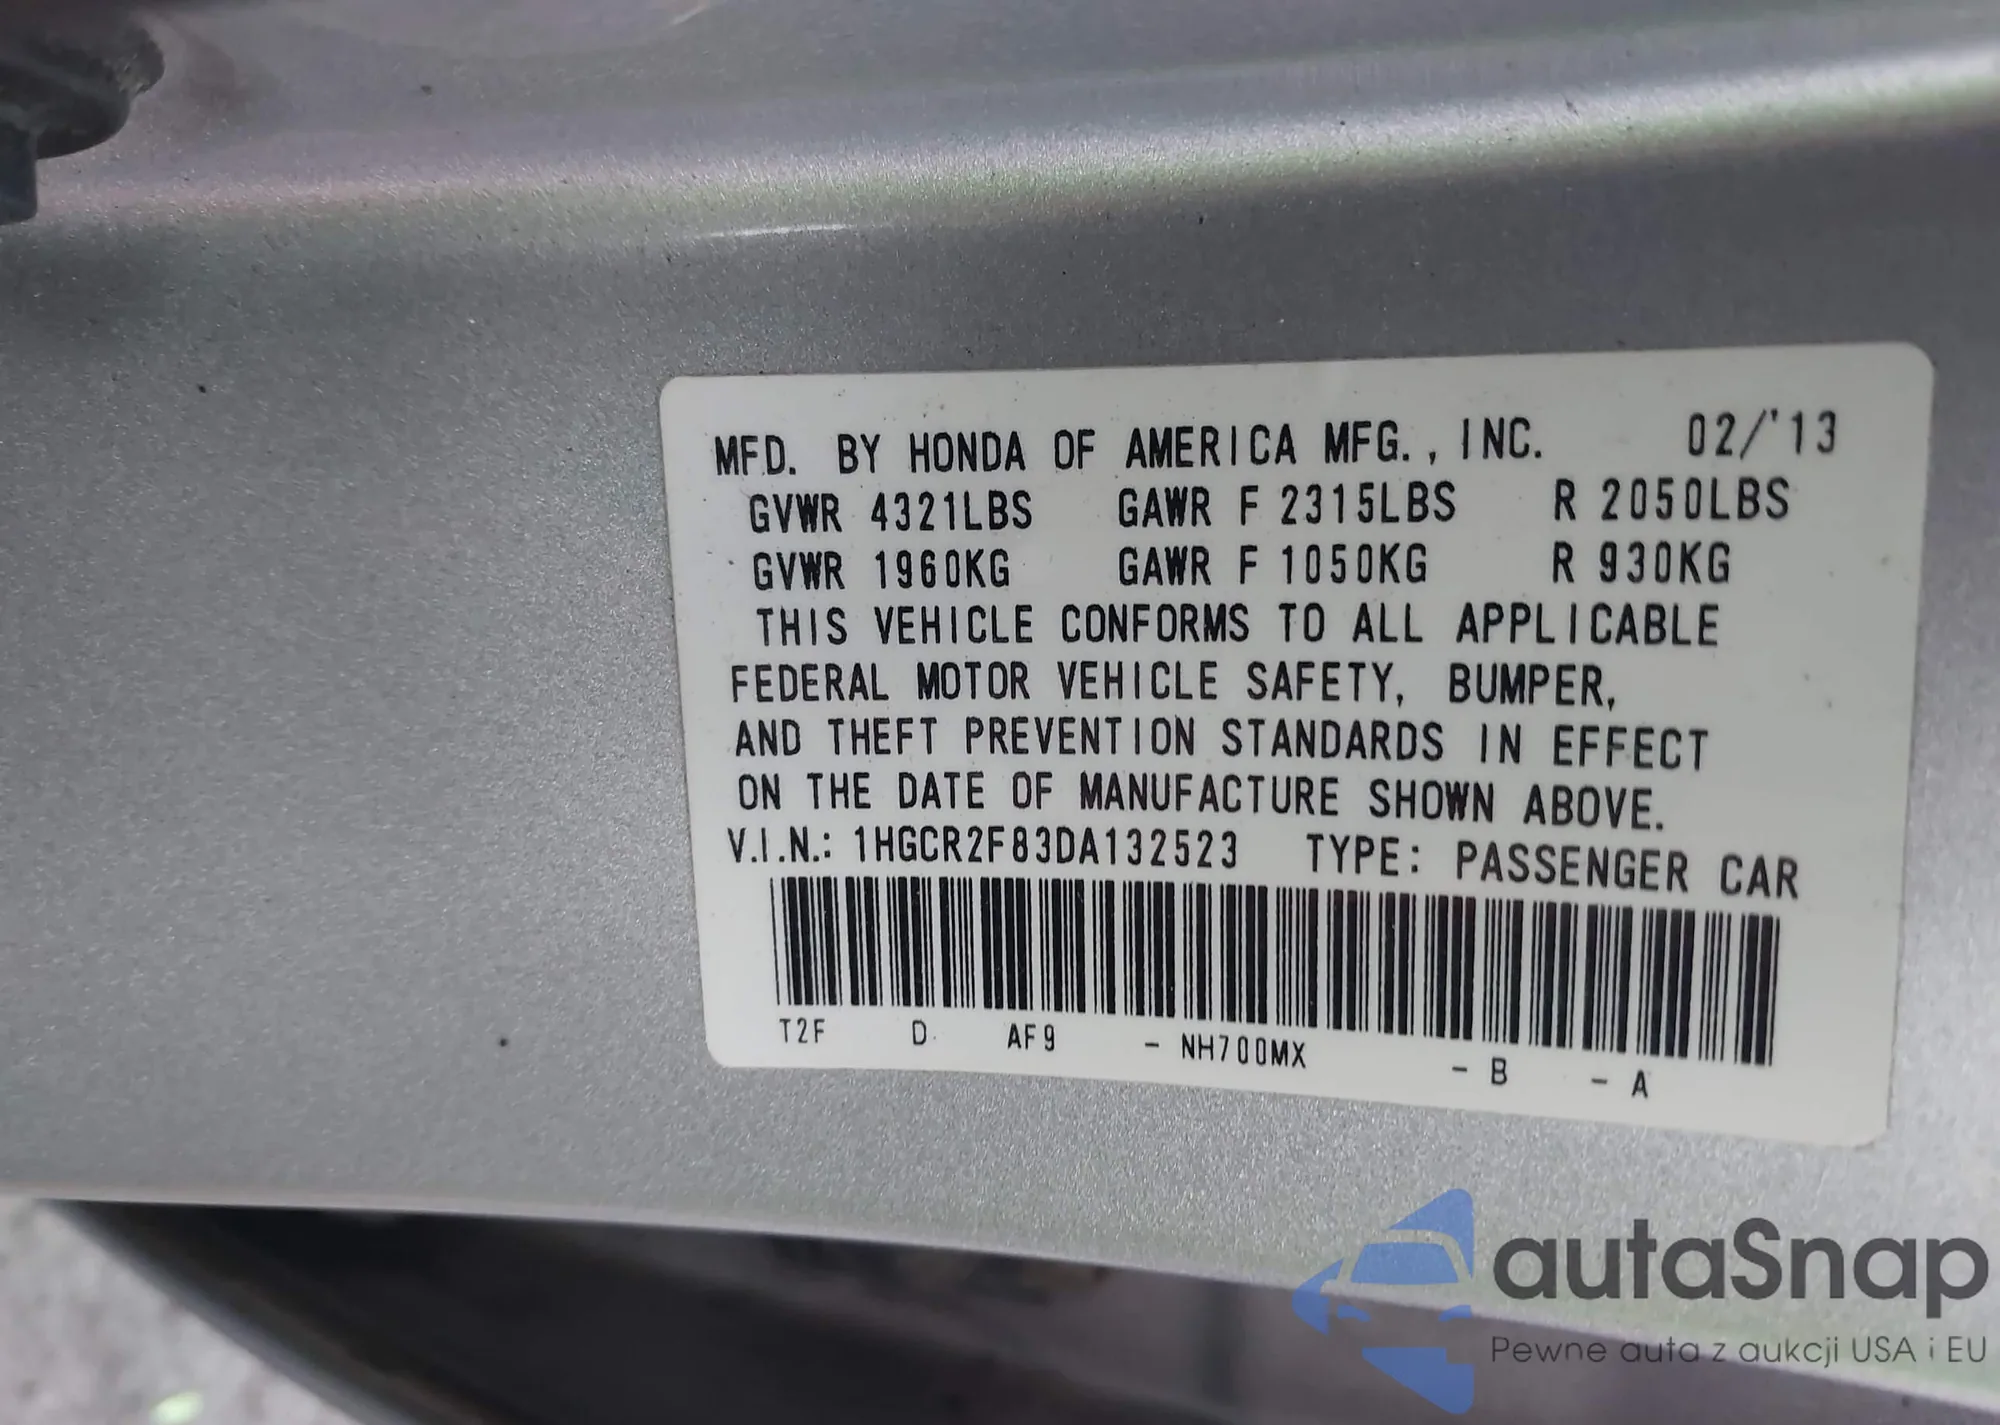 MFD. BY HONDA OF AMERICA MFG., INC. 02/'13
GVWR 4321LBS GAWR F 2315LBS R 2050LBS
GVWR 1960KG GAWR F 1050KG R 930KG
THIS VEHICLE CONFORMS TO ALL APPLICABLE
FEDERAL MOTOR VEHICLE SAFETY, BUMPER,
AND THEFT PREVENTION STANDARDS IN EFFECT
ON THE DATE OF MANUFACTURE SHOWN ABOVE.
V.I.N.: 1HGCR2F83DA132523 TYPE: PASSENGER CAR
T2F D AF9 - NH700MX - B - A
autaSnap
Pewne auta z aukcji USA i EU